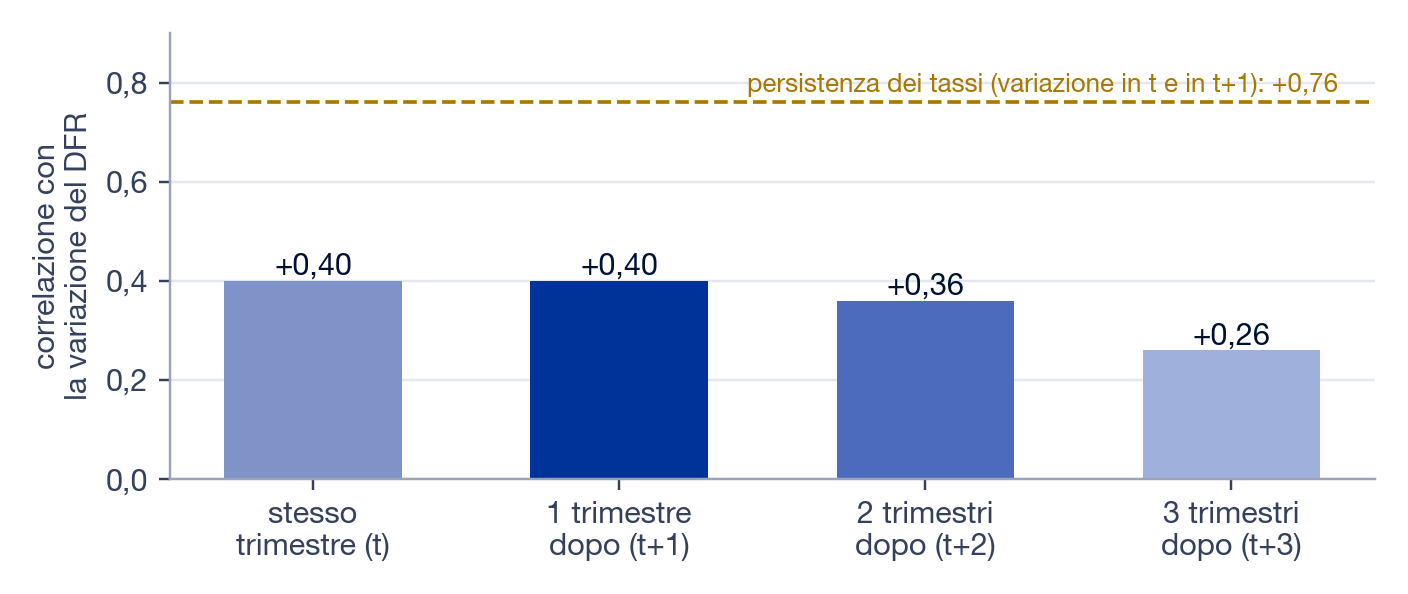 persistenza dei tassi (variazione in t e in t+1): +0,76
correlazione con
la variazione del DFR
0,8
0,6
0,4
0,2
0,0
+0,40
+0,40
+0,36
+0,26
stesso
trimestre (t)
1 trimestre
dopo (t+1)
2 trimestri
dopo (t+2)
3 trimestri
dopo (t+3)